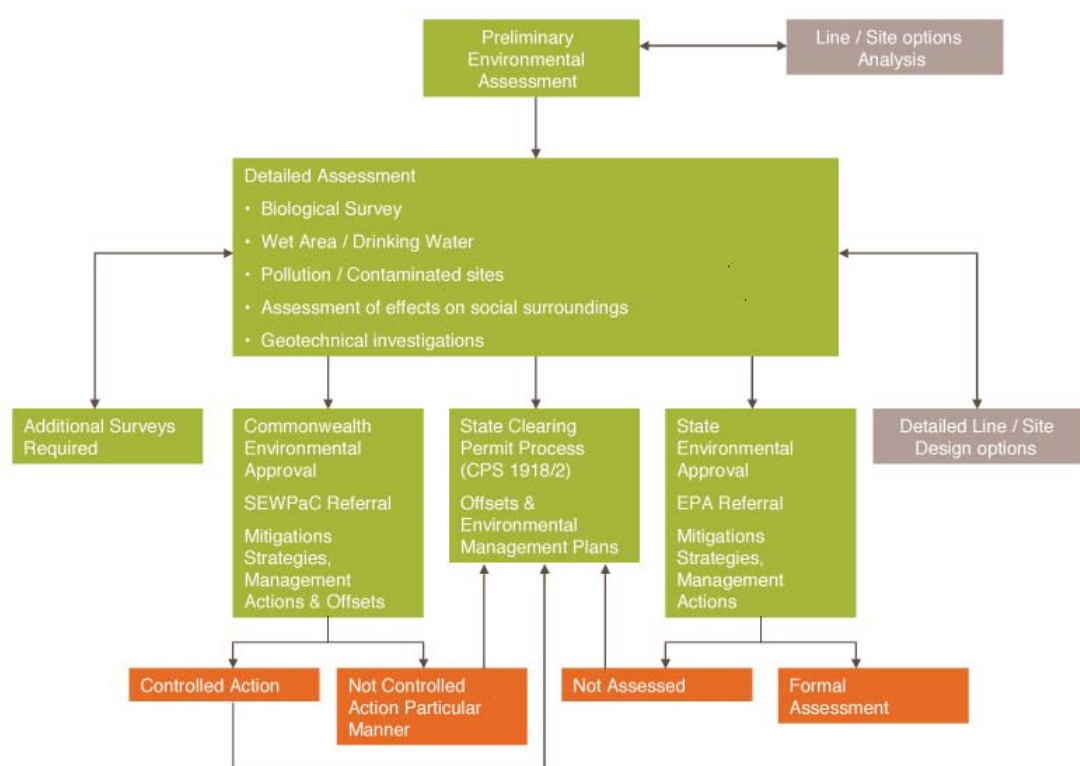 Preliminary
Environmental
Assessment
Line / Site options
Analysis
Detailed Assessment
• Biological Survey
• Wet Area / Drinking Water
• Pollution / Contaminated sites
• Assessment of effects on social surroundings
• Geotechnical investigations
Additional Surveys
Required
Commonwealth
Environmental
Approval
SEWPaC Referral
Mitigations
Strategies,
Management
Actions & Offsets
State Clearing
Permit Process
(CPS 1918/2)
Offsets &
Environmental
Management Plans
State
Environmental
Approval
EPA Referral
Mitigations
Strategies,
Management
Actions
Detailed Line / Site
Design options
Controlled Action
Not Controlled
Action Particular
Manner
Not Assessed
Formal
Assessment